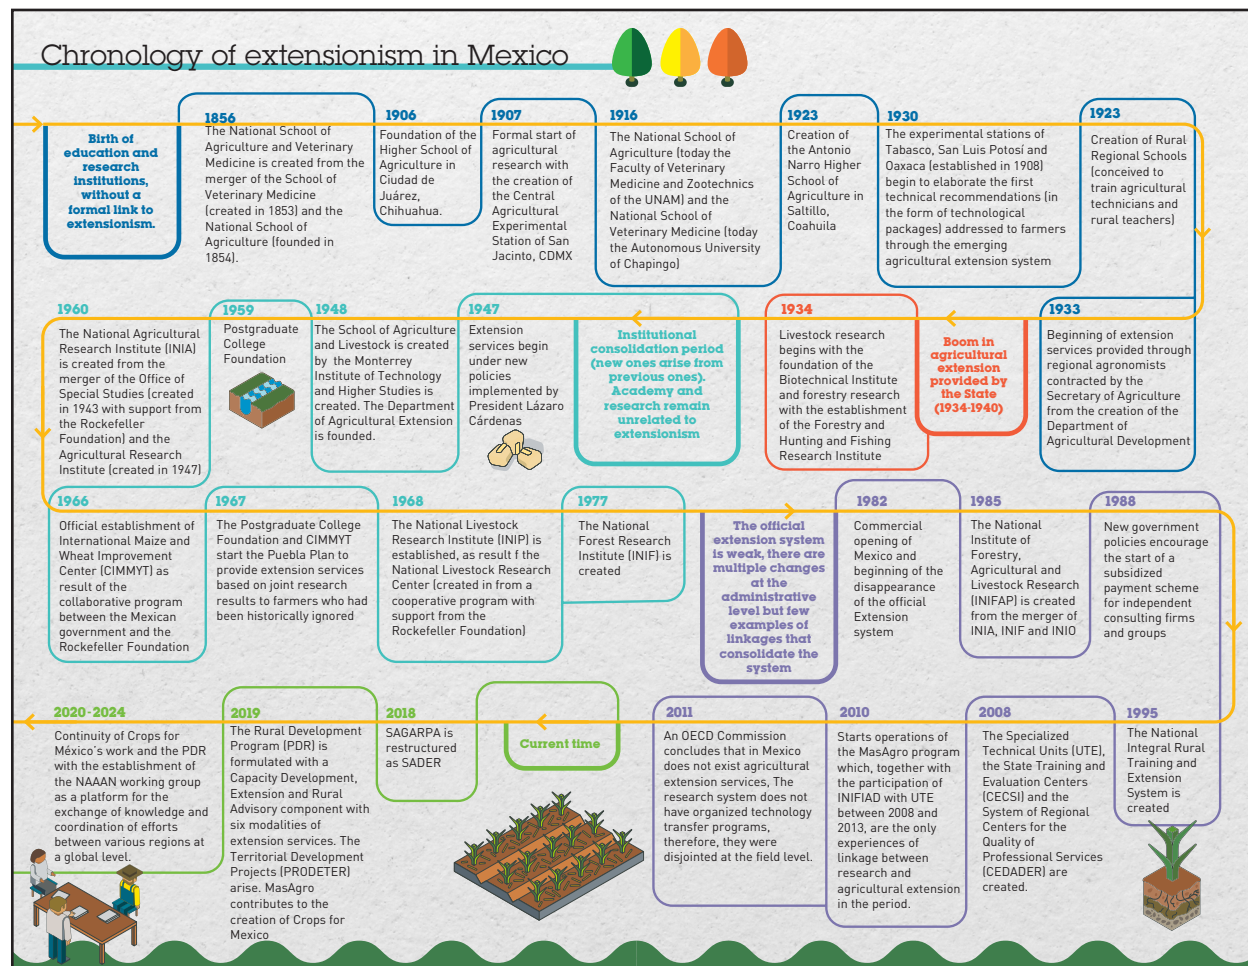 Chronology of extensionism in Mexico
Birth of
education and
research
institutions,
without a
formal link to
extensionism.
1856
The National School of
Agriculture and Veterinary
Medicine is created from the
merger of the School of
Veterinary Medicine
(created in 1853) and the
National School of
Agriculture (founded in
1854).
1906
Foundation of the
Higher School of
Agriculture in
Ciudad de
Juárez,
Chihuahua.
1907
Formal start of
agricultural
research with
the creation of
the Central
Agricultural
Experimental
Station of San
Jacinto, CDMX
1916
The National School of
Agriculture (today the
Faculty of Veterinary
Medicine and Zootechnics
of the UNAM) and the
National School of
Veterinary Medicine (today
the Autonomous University
of Chapingo)
1923
Creation of
the Antonio
Narro Higher
School of
Agriculture in
Saltillo,
Coahuila
1930
The experimental stations of
Tabasco, San Luis Potosí and
Oaxaca (established in 1908)
begin to elaborate the first
technical recommendations (in
the form of technological
packages) addressed to farmers
through the emerging
agricultural extension system
1923
Creation of Rural
Regional Schools
(conceived to
train agricultural
technicians and
rural teachers)
1933
Beginning of extension
services provided through
regional agronomists
contracted by the
Secretary of Agriculture
from the creation of the
Department of
Agricultural Development
Boom in
agricultural
extension
provided by
the State
(1934-1940)
1934
Livestock research
begins with the
foundation of the
Biotechnical Institute
and forestry research
with the establishment
of the Forestry and
Hunting and Fishing
Research Institute
Institutional
consolidation period
(new ones arise from
previous ones).
Academy and
research remain
unrelated to
extensionism
1947
Extension
services begin
under new
policies
implemented by
President Lázaro
Cárdenas
1948
The School of Agriculture
and Livestock is created
by the Monterrey
Institute of Technology
and Higher Studies is
created. The Department
of Agricultural Extension
is founded.
1959
Postgraduate
College
Foundation
1960
The National Agricultural
Research Institute (INIA)
is created from the
merger of the Office of
Special Studies (created
in 1943 with support from
the Rockefeller
Foundation) and the
Agricultural Research
Institute (created in 1947)
1966
Official establishment of
International Maize and
Wheat Improvement
Center (CIMMYT) as
result of the
collaborative program
between the Mexican
government and the
Rockefeller Foundation
1967
The Postgraduate College
Foundation and CIMMYT
start the Puebla Plan to
provide extension services
based on joint research
results to farmers who had
been historically ignored
1968
The National Livestock
Research Institute (INIP) is
established, as result f the
National Livestock Research
Center (created in from a
cooperative program with
support from the
Rockefeller Foundation)
1977
The National
Forest Research
Institute (INIF) is
created
The official
extension system
is weak, there are
multiple changes
at the
administrative
level but few
examples of
linkages that
consolidate the
system
1982
Commercial
opening of
Mexico and
beginning of the
disappearance
of the official
Extension
system
1985
The National
Institute of
Forestry,
Agricultural and
Livestock Research
(INIFAP) is created
from the merger of
INIA, INIF and INIO
1988
New government
policies encourage
the start of a
subsidized
payment scheme
for independent
consulting firms
and groups
1995
The National
Integral Rural
Training and
Extension
System is
created
2008
The Specialized
Technical Units (UTE),
the State Training and
Evaluation Centers
(CECSI) and the
System of Regional
Centers for the
Quality of
Professional Services
(CEDADER) are
created.
2010
Starts operations of
the MasAgro program
which, together with
the participation of
INIFIAD with UTE
between 2008 and
2013, are the only
experiences of
linkage between
research and
agricultural extension
in the period.
2011
An OECD Commission
concludes that in Mexico
does not exist agricultural
extension services, The
research system does not
have organized technology
transfer programs,
therefore, they were
disjointed at the field level.
Current time
2018
SAGARPA is
restructured
as SADER
2019
The Rural Development
Program (PDR) is
formulated with a
Capacity Development,
Extension and Rural
Advisory component with
six modalities of
extension services. The
Territorial Development
Projects (PRODETER)
arise. MasAgro
contributes to the
creation of Crops for
Mexico
2020-2024
Continuity of Crops for
México´s work and the PDR
with the establishment of
the NAAAN working group
as a platform for the
exchange of knowledge and
coordination of efforts
between various regions at
a global level.